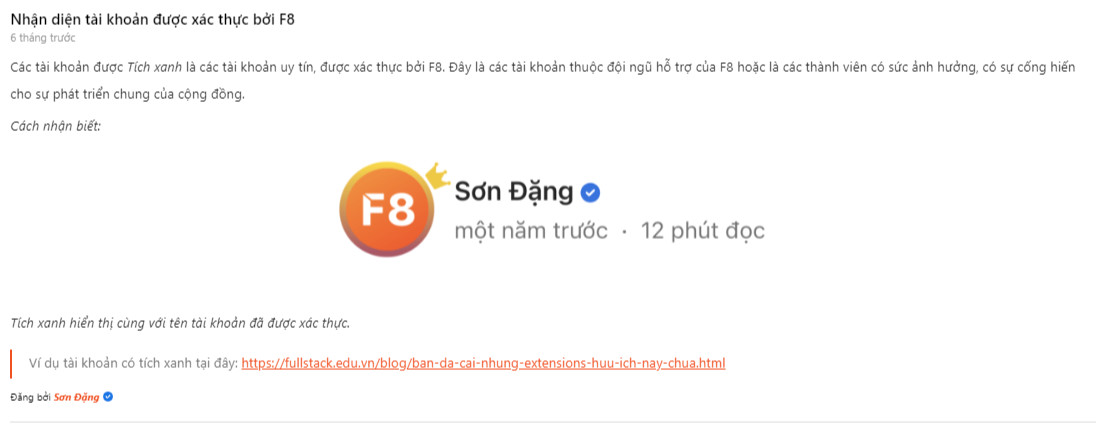 Nhận diện tài khoản được xác thực bởi F8
6 tháng trước
Các tài khoản được Tích xanh là các tài khoản uy tín, được xác thực bởi F8. Đây là các tài khoản thuộc đội ngũ hỗ trợ của F8 hoặc là các thành viên có sức ảnh hưởng, có sự cống hiến
cho sự phát triển chung của cộng đồng.
Cách nhận biết:
F8
Sơn Đặng
một năm trước · 12 phút đọc
Tích xanh hiển thị cùng với tên tài khoản đã được xác thực.
Ví dụ tài khoản có tích xanh tại đây: https://fullstack.edu.vn/blog/ban-da-cai-nhung-extensions-huu-ich-nay-chua.html
Đăng bởi Sơn Đặng